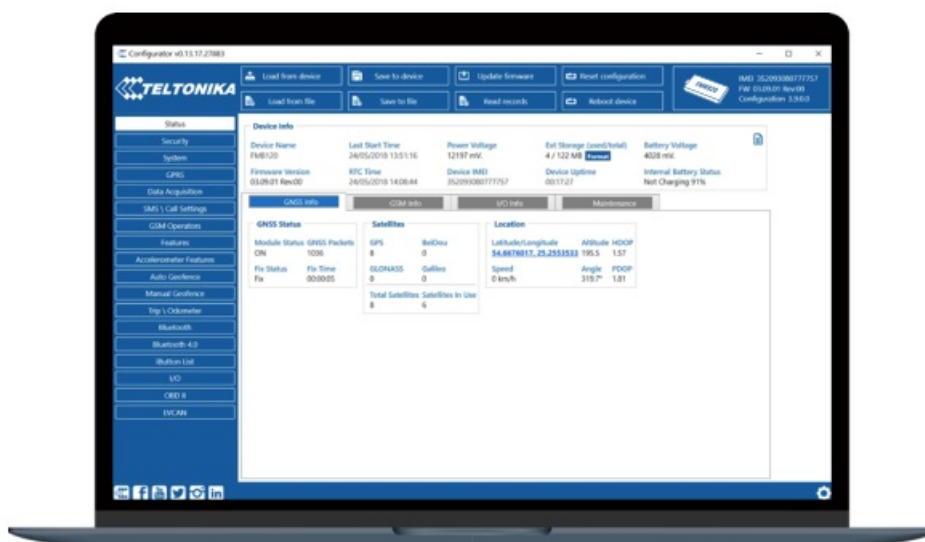 Configurator v0.13.17.27883
TELTONIKA
Load from device
Save to device
Update firmware
Reset configuration
Load from file
Save to file
Read records
Reboot device
FMB120
IMEI 352093080777757
FW 03.09.01 Rev:00
Configuration 3.9.0.0
Status
Security
System
GPRS
Data Acquisition
SMS \ Call Settings
GSM Operators
Features
Accelerometer Features
Auto Geofence
Manual Geofence
Trip \ Odometer
Bluetooth
Bluetooth 4.0
iButton List
I/O
OBD II
LVCAN
Device Info
Device Name Last Start Time Power Voltage Ext Storage (used/total) Battery Voltage
FMB120 24/05/2018 13:51:16 12197 mV. 4 / 122 MB Format 4028 mV.
Firmware Version RTC Time Device IMEI Device Uptime Internal Battery Status
03.09.01 Rev:00 24/05/2018 14:08:44 352093080777757 00:17:27 Not Charging 91%
GNSS Info GSM Info I/O Info Maintenance
GNSS Status
Module Status GNSS Packets
ON 1036
Fix Status Fix Time
Fix 00:00:05
Satellites
GPS BeiDou
8 0
GLONASS Galileo
0 0
Total Satellites Satellites In Use
8 6
Location
Latitude/Longitude Altitude HDOP
54.6676017, 25.2553533 195.5 1.57
Speed Angle PDOP
0 km/h 319.7° 1.81